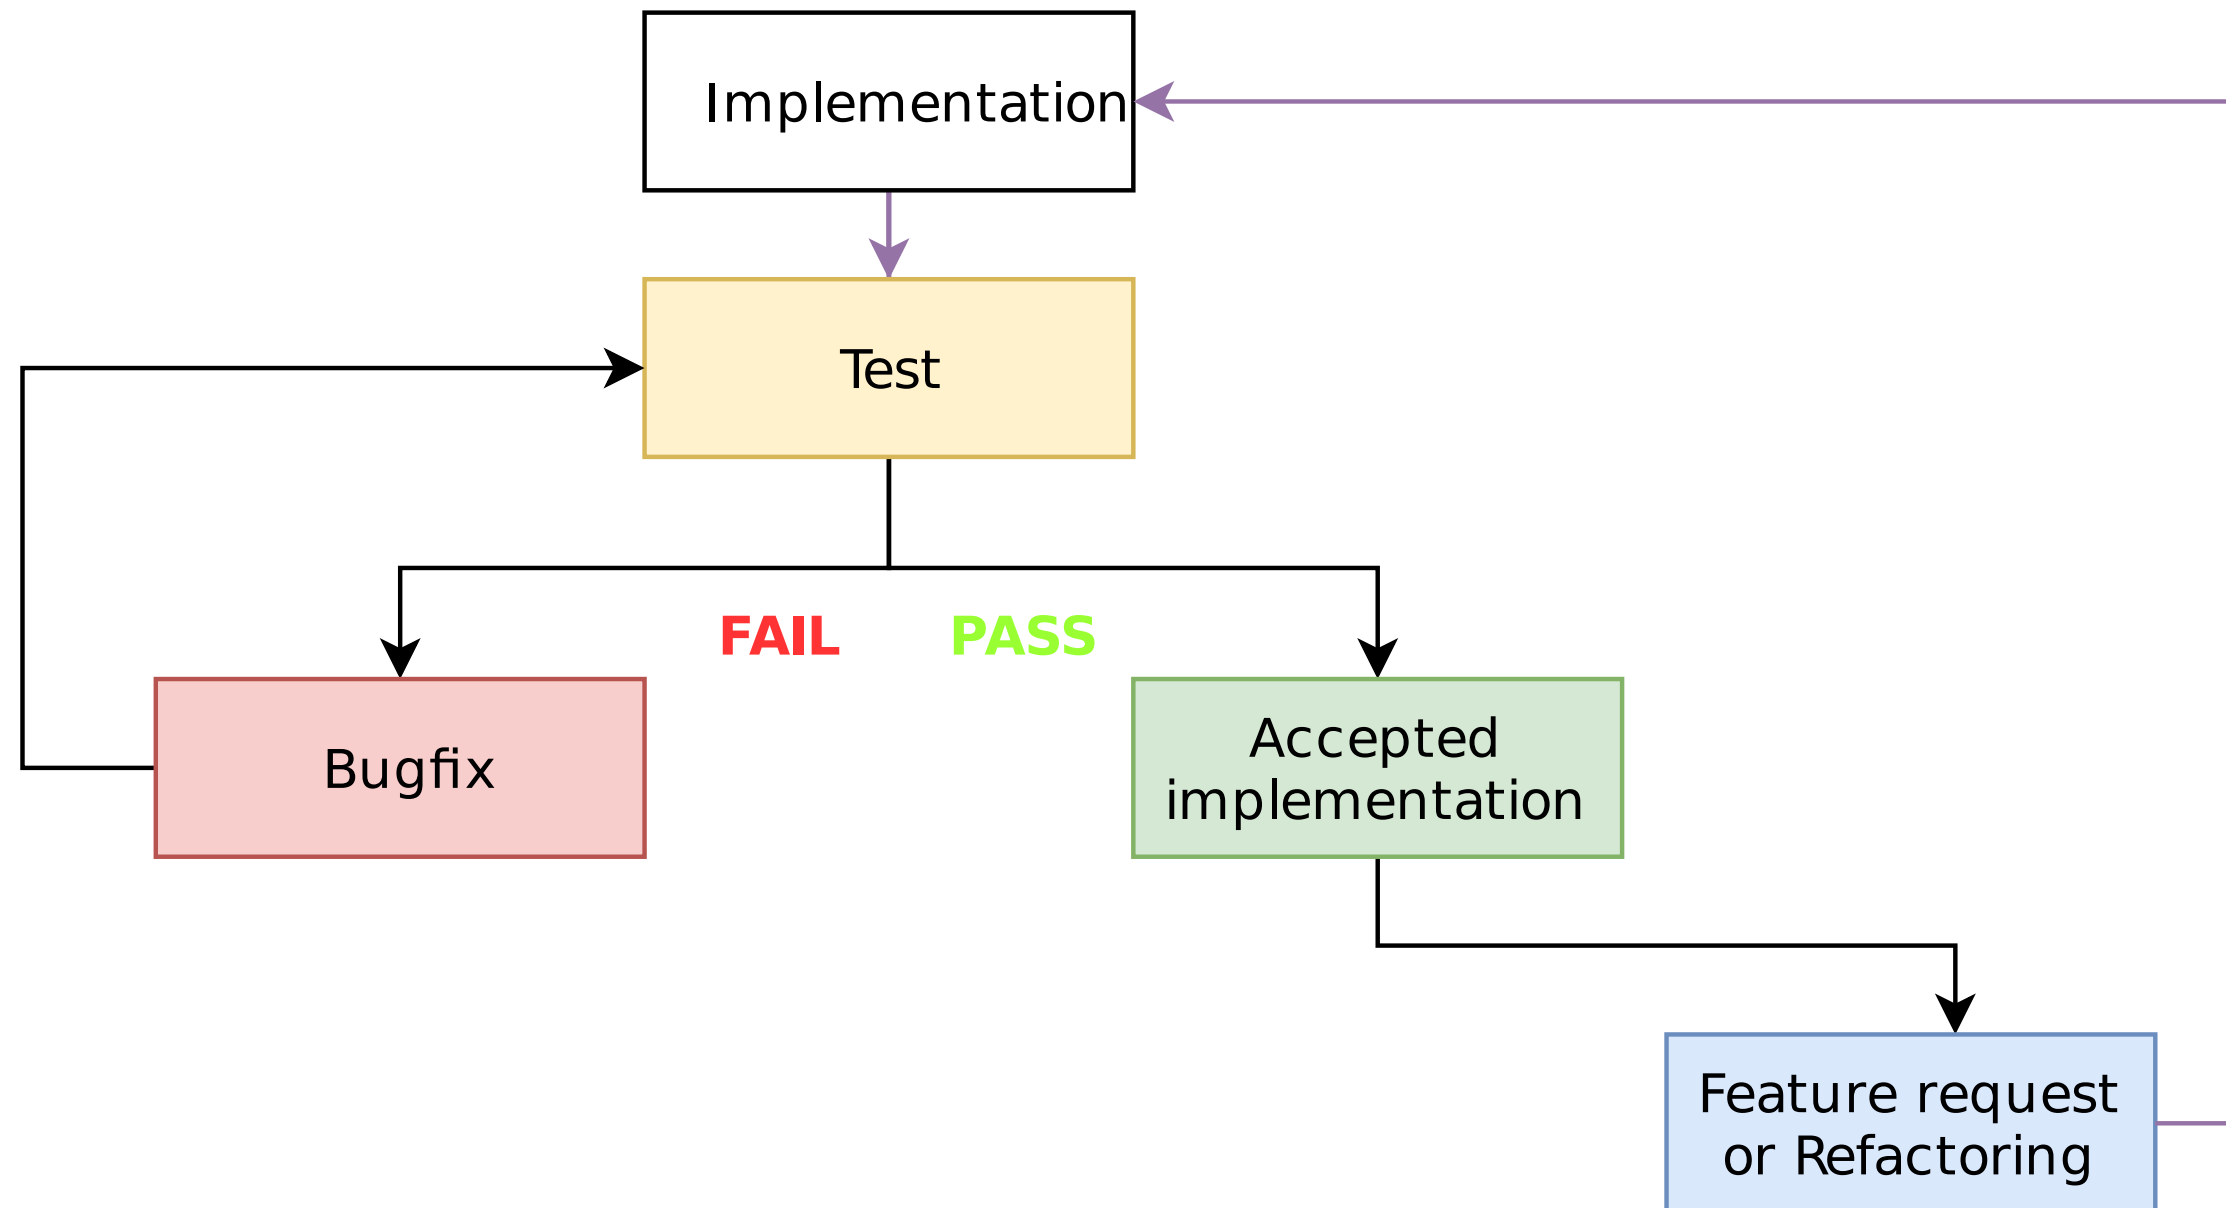 Implementation
Test
FAIL
PASS
Bugfix
Accepted
implementation
Feature request
or Refactoring